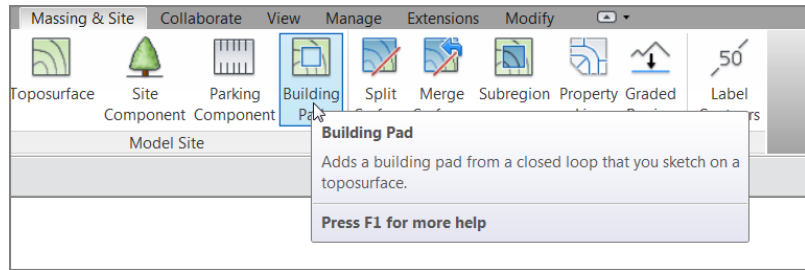 Massing & Site Collaborate View Manage Extensions Modify
Toposurface Site Parking Building Split Merge Subregion Property Graded Label
Component Component
Model Site
50
Building Pad
Adds a building pad from a closed loop that you sketch on a
toposurface.
Press F1 for more help